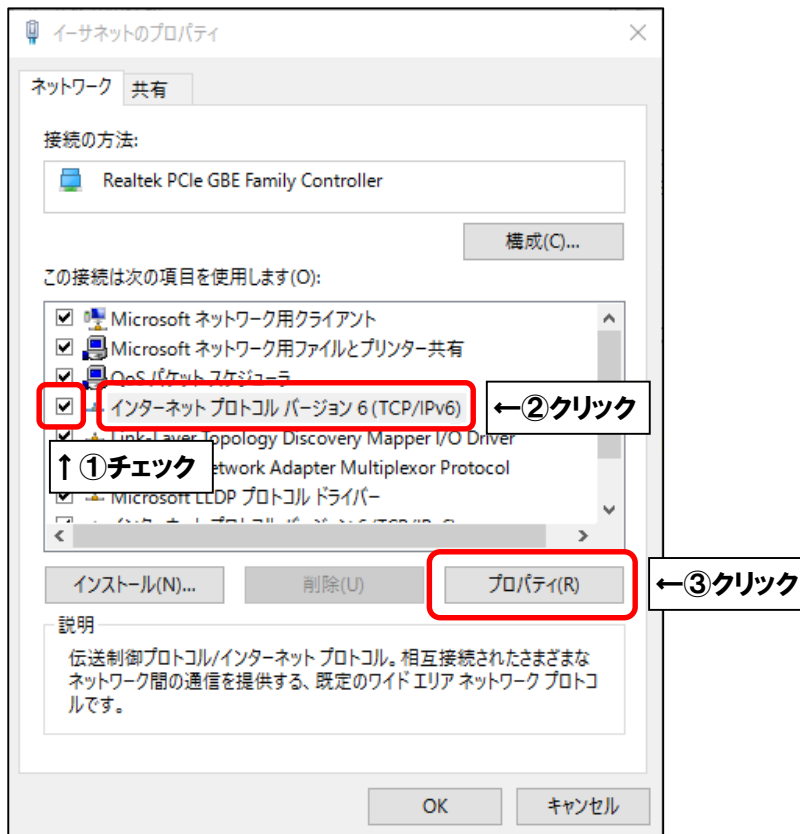 イーサネットのプロパティ
ネットワーク 共有
接続の方法:
Realtek PCIe GBE Family Controller
構成(C)...
この接続は次の項目を使用します(O):
Microsoft ネットワーク用クライアント
Microsoft ネットワーク用ファイルとプリンター共有
QoS パケット スケジューラ
インターネット プロトコル バージョン 6 (TCP/IPv6)
←②クリック
Link-Layer Topology Discovery Mapper I/O Driver
↑①チェック
etwork Adapter Multiplexor Protocol
Microsoft LLDP プロトコル ドライバー
インストール(N)...
削除(U)
プロパティ(R)
←③クリック
説明
伝送制御プロトコル/インターネット プロトコル。相互接続されたさまざまな
ネットワーク間の通信を提供する、既定のワイド エリア ネットワーク プロトコ
ルです。
OK
キャンセル